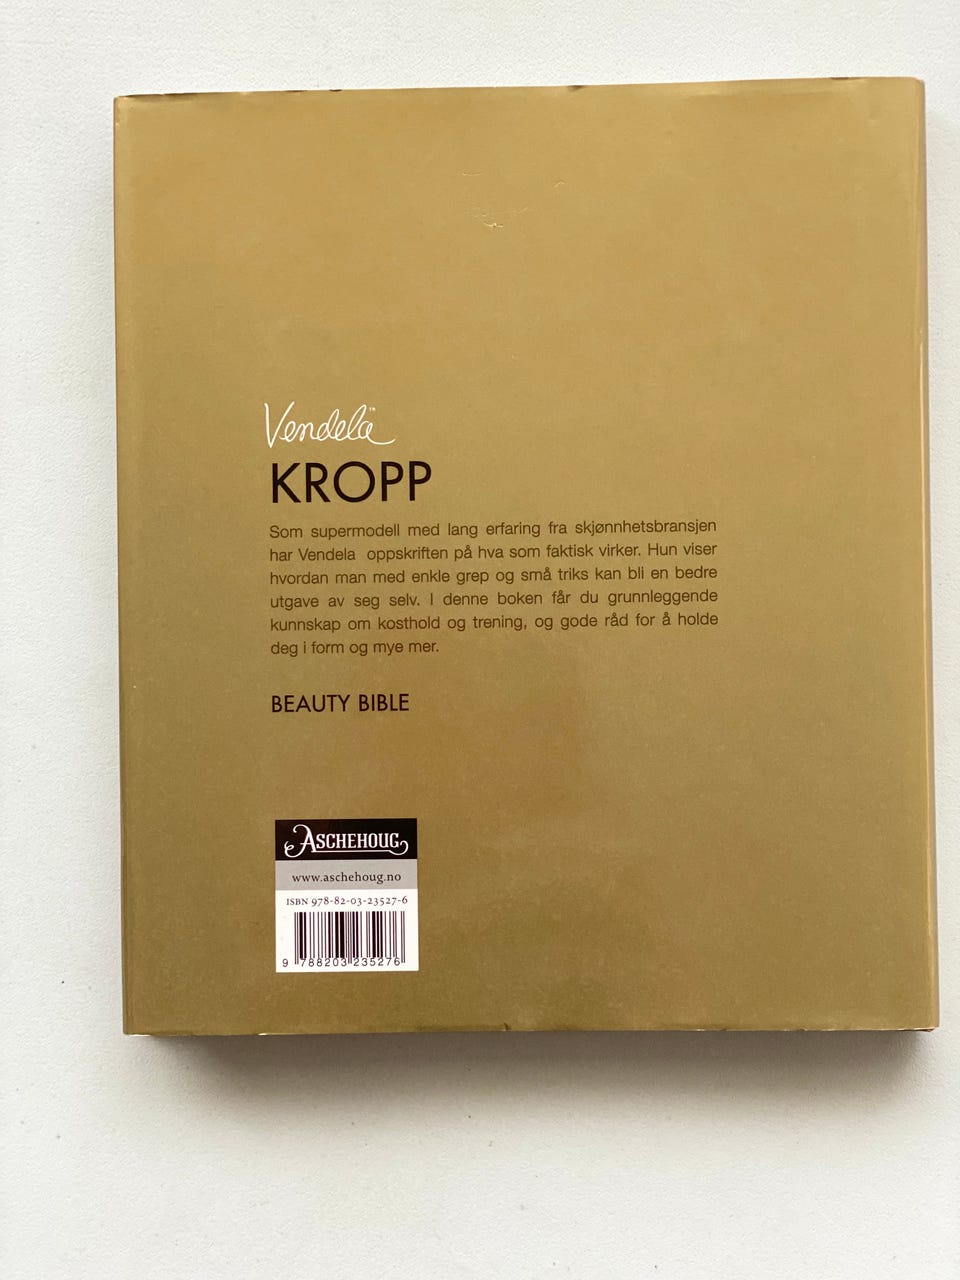 Vendela™
KROPP
Som supermodell med lang erfaring fra skjønnhetsbransjen
har Vendela oppskriften på hva som faktisk virker. Hun viser
hvordan man med enkle grep og små triks kan bli en bedre
utgave av seg selv. I denne boken får du grunnleggende
kunnskap om kosthold og trening, og gode råd for å holde
deg i form og mye mer.
BEAUTY BIBLE
ASCHEHOUG
www.aschehoug.no
ISBN 978-82-03-23527-6
9 788203 235276